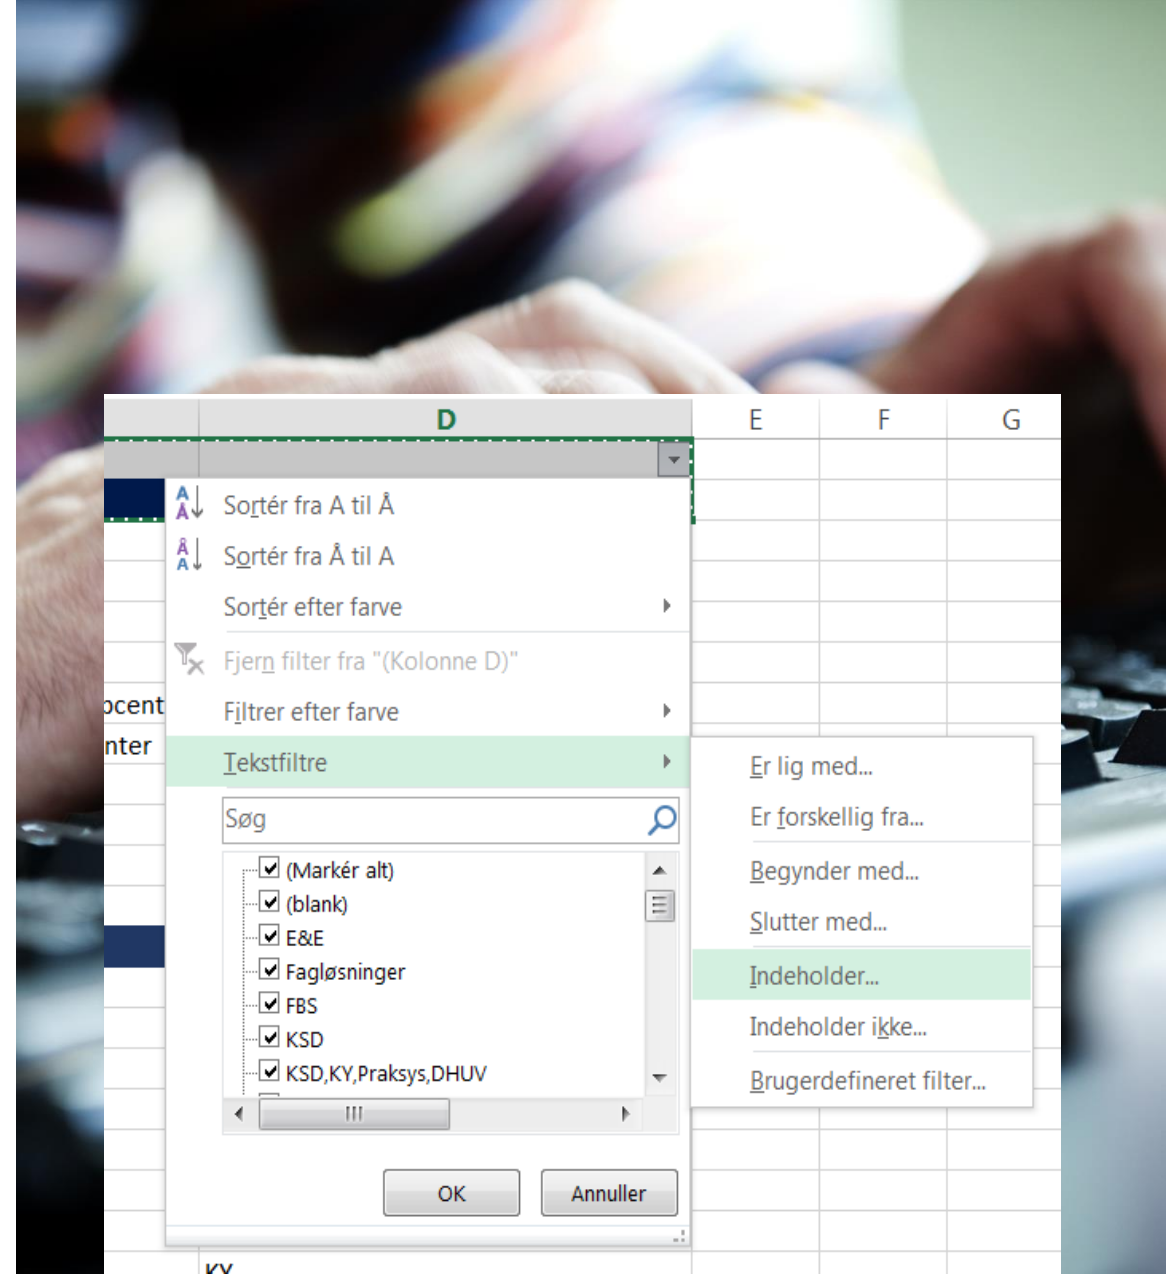 D E F G
Sortér fra A til Å
Sortér fra Å til A
Sortér efter farve
Fjern filter fra "(Kolonne D)"
Filtrer efter farve
Tekstfiltre
Søg
(Markér alt)
(blank)
E&E
Fagløsninger
FBS
KSD
KSD,KY,Praksys,DHUV
OK Annuller
Er lig med...
Er forskellig fra...
Begynder med...
Slutter med...
Indeholder...
Indeholder ikke...
Brugerdefineret filter...
KY